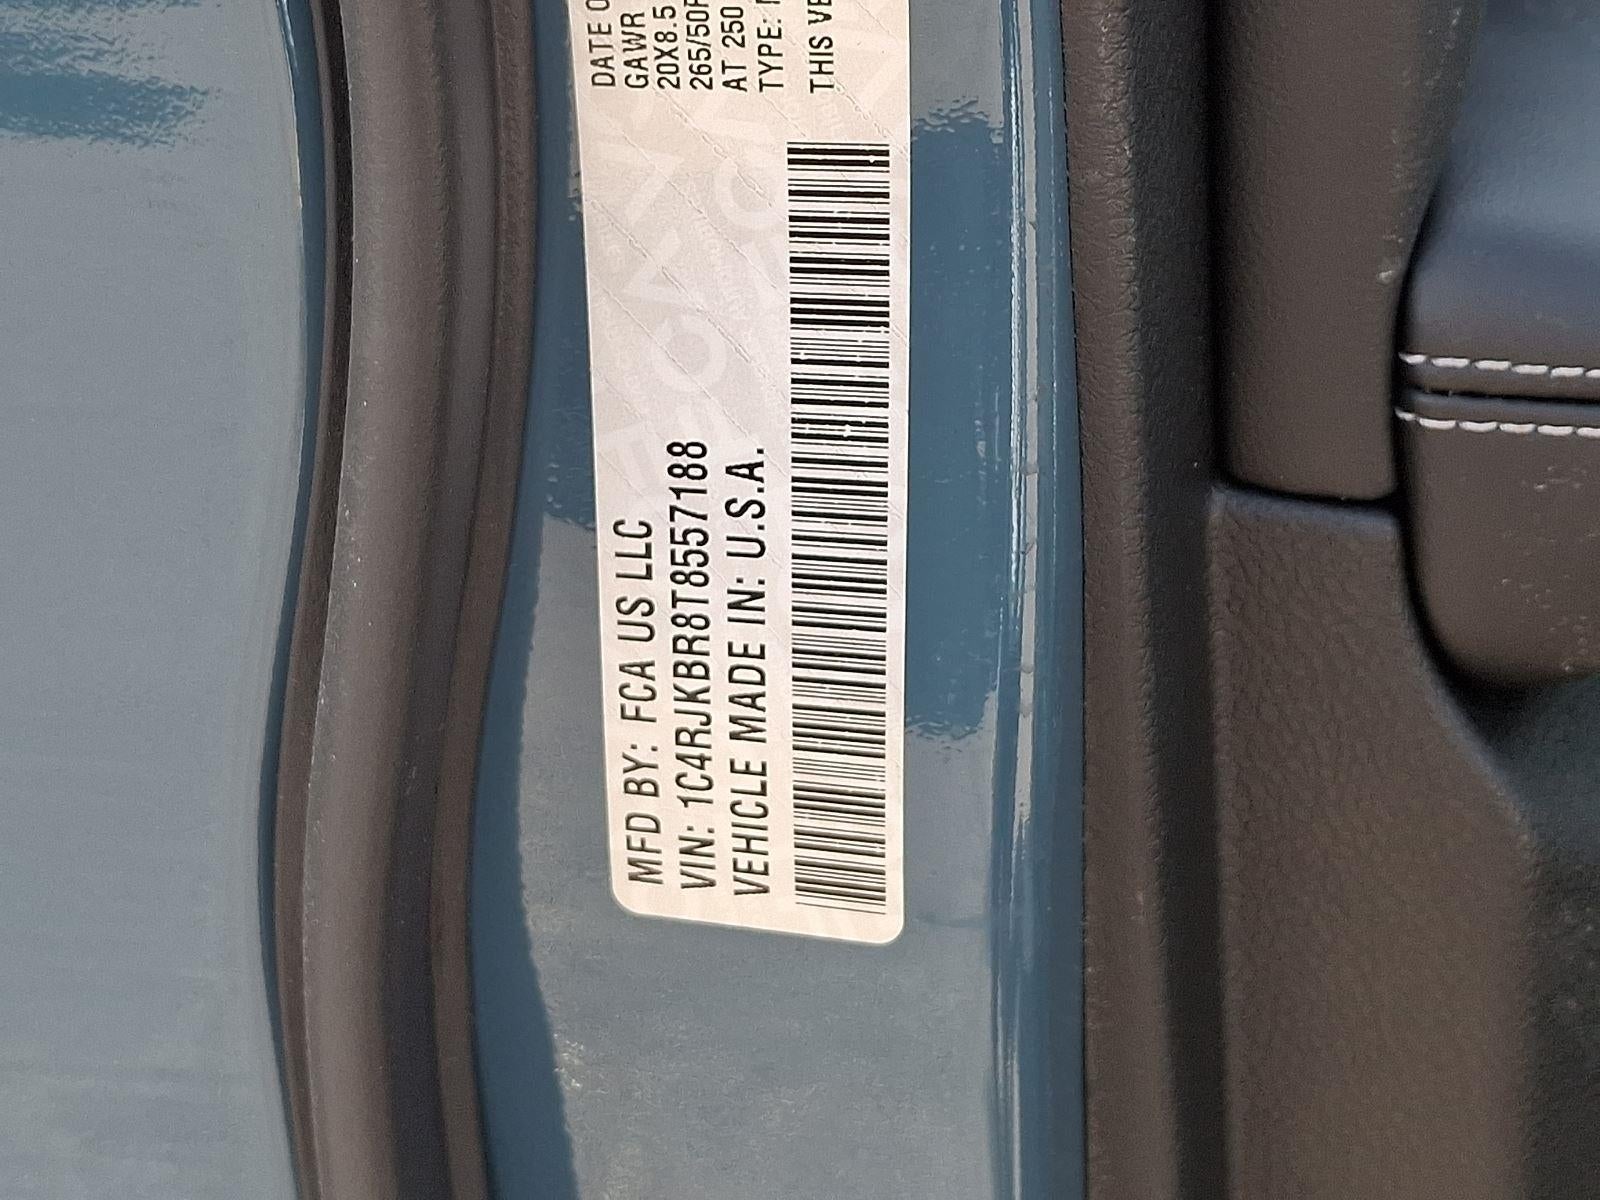 MFD BY: FCA US LLC
VIN: 1C4RJKBR8T8557188
VEHICLE MADE IN: U.S.A.
DATE O
GAWR
20X8.5
265/50R
AT 250
TYPE:
THIS VE